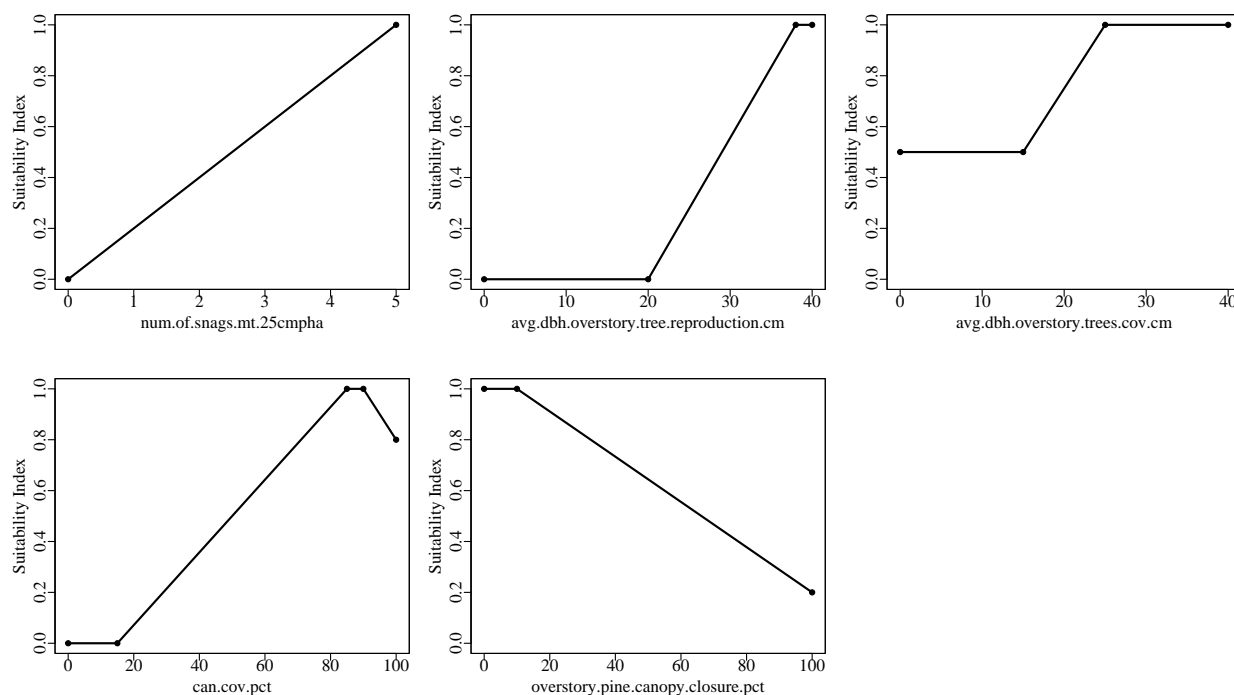 Suitability Index
0.0 0.2 0.4 0.6 0.8 1.0
0 1 2 3 4 5
num.of.snags.mt.25cmpha
Suitability Index
0.0 0.2 0.4 0.6 0.8 1.0
0 10 20 30 40
avg.dbh.overstory.tree.reproduction.cm
Suitability Index
0.0 0.2 0.4 0.6 0.8 1.0
0 10 20 30 40
avg.dbh.overstory.trees.cov.cm
Suitability Index
0.0 0.2 0.4 0.6 0.8 1.0
0 20 40 60 80 100
can.cov.pct
Suitability Index
0.0 0.2 0.4 0.6 0.8 1.0
0 20 40 60 80 100
overstory.pine.canopy.closure.pct